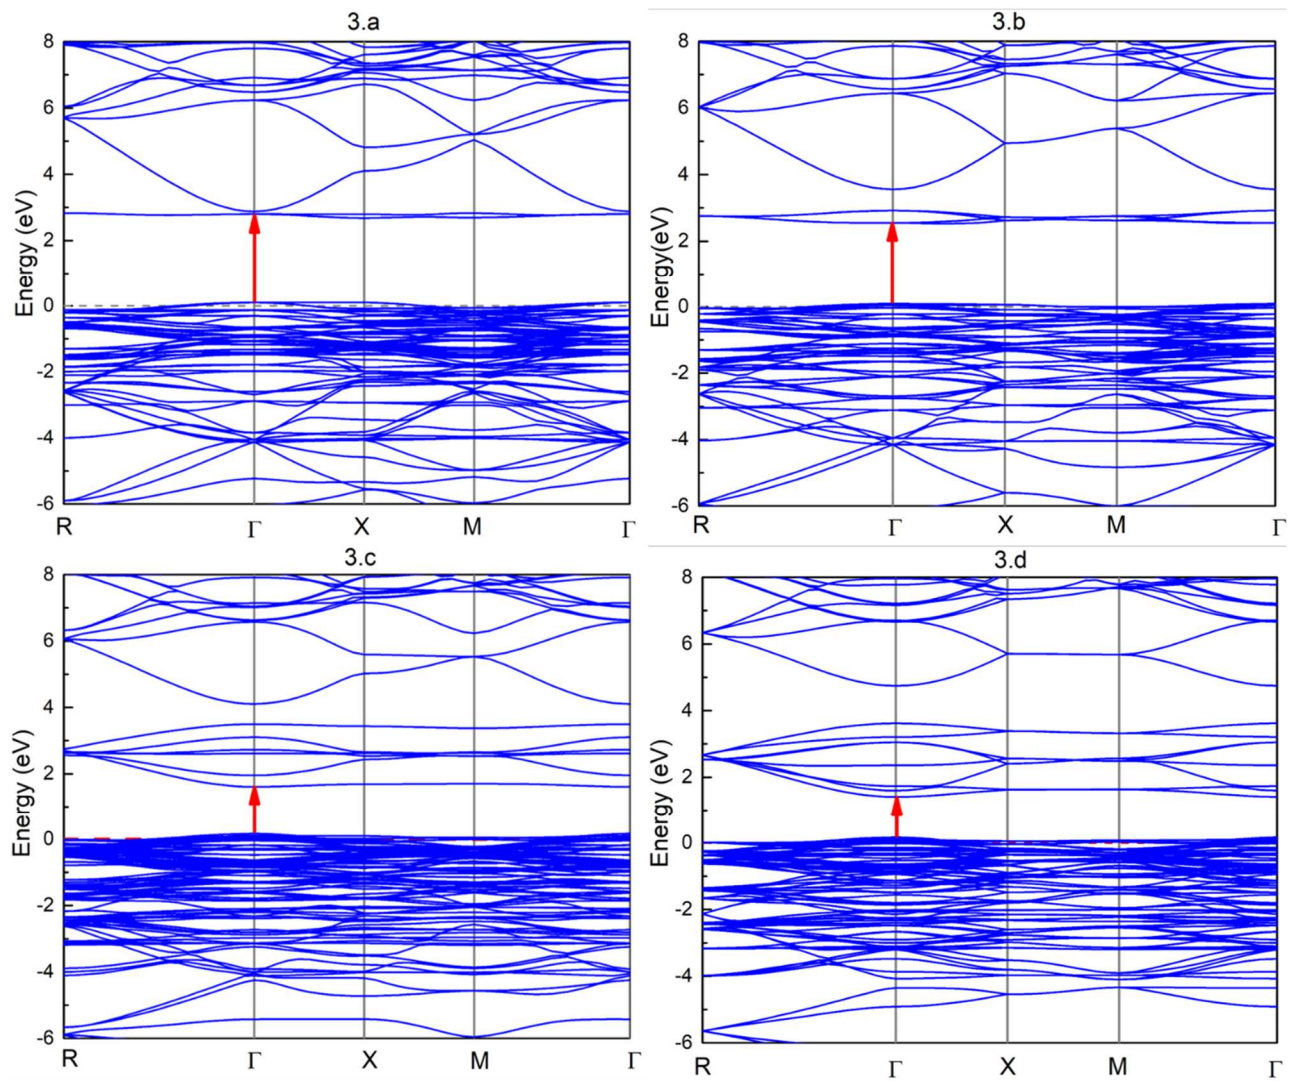 3.a
8
6
4
2
0
-2
-4
-6
Energy (eV)
R Γ X M Γ
3.b
8
6
4
2
0
-2
-4
-6
Energy(eV)
R Γ X M Γ
3.c
8
6
4
2
0
-2
-4
-6
Energy (eV)
R Γ X M Γ
3.d
8
6
4
2
0
-2
-4
-6
Energy (eV)
R Γ X M Γ